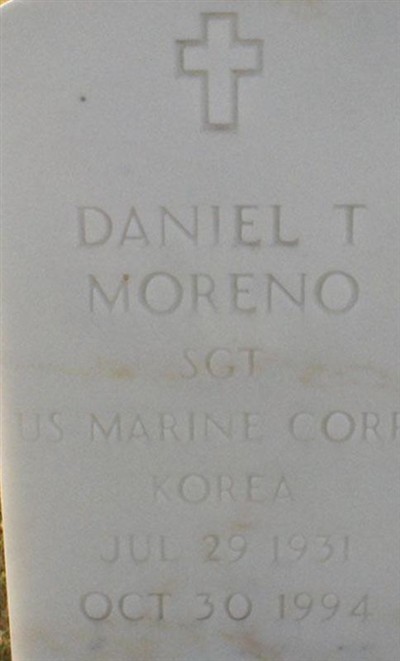 DANIEL T
MORENO
SGT
US MARINE CORP
KOREA
JUL 29 1931
OCT 30 1994